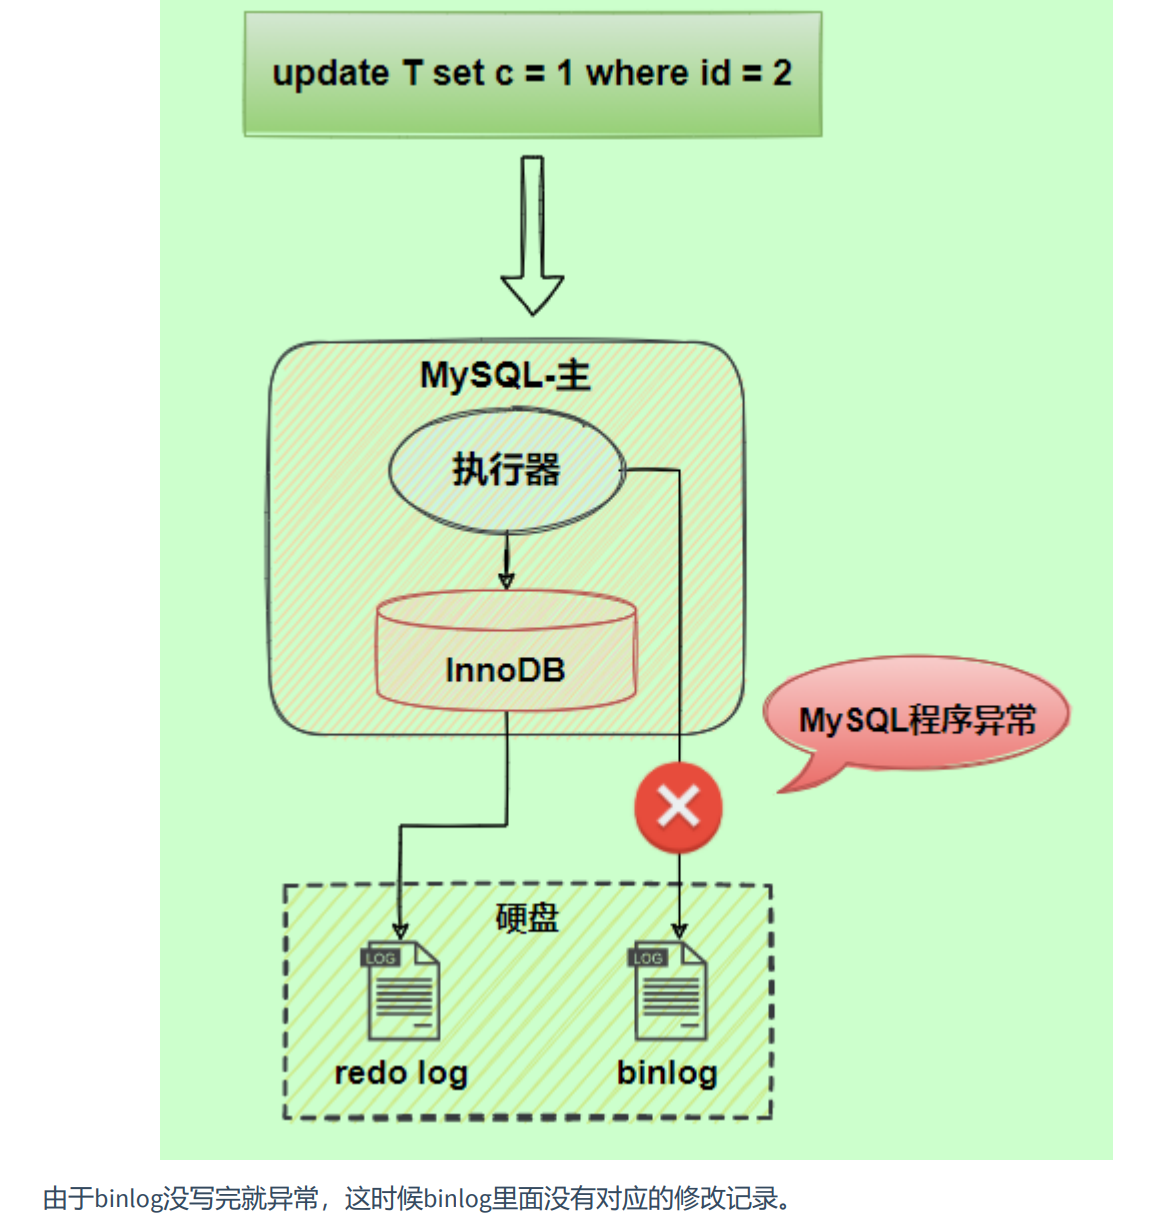 update T set c = 1 where id = 2
MySQL-主
执行器
InnoDB
MySQL程序异常
硬盘
LOG
LOG
redo log
binlog
由于binlog没写完就异常，这时候binlog里面没有对应的修改记录。